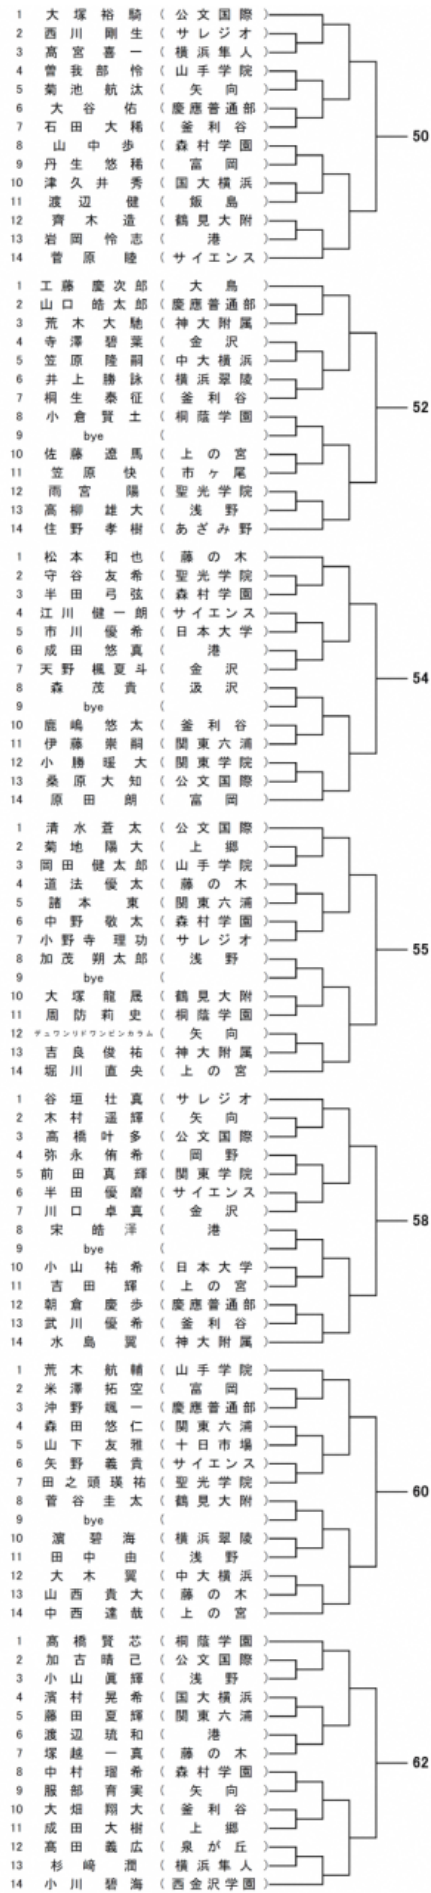 1 大塚 裕騎 （公文国際）
2 西川 剛生 （サレジオ）
3 髙宮 喜一 （横浜隼人）
4 曽我部 怜 （山手学院）
5 菊池 航汰 （矢向）
6 大谷 佑 （慶應普通部）
7 石田 大稀 （釜利谷）
8 山中 歩 （森村学園）
9 丹生 悠稀 （富岡）
10 津久井 秀 （国大横浜）
11 渡辺 健 （飯島）
12 齊木 造 （鶴見大附）
13 岩岡 怜志 （港）
14 菅原 睦 （サイエンス）
50
1 工藤 慶次郎 （大鳥）
2 山口 皓太郎 （慶應普通部）
3 荒木 大馳 （神大附属）
4 寺澤 碧葉 （金沢）
5 笠原 隆嗣 （中大横浜）
6 井上 勝詠 （横浜翠陵）
7 桐生 泰征 （釜利谷）
8 小倉 賢士 （桐蔭学園）
9 bye （ ）
10 佐藤 遼馬 （上の宮）
11 笠原 快 （市ヶ尾）
12 雨宮 陽 （聖光学院）
13 高柳 雄大 （浅野）
14 住野 孝樹 （あざみ野）
52
1 松本 和也 （藤の木）
2 守谷 友希 （聖光学院）
3 半田 弓弦 （森村学園）
4 江川 健一朗 （サイエンス）
5 市川 優希 （日本大学）
6 成田 悠真 （港）
7 天野 楓夏斗 （金沢）
8 森 茂貴 （汲沢）
9 bye （ ）
10 鹿嶋 悠太 （釜利谷）
11 伊藤 崇嗣 （関東六浦）
12 小勝 暖大 （関東学院）
13 桑原 大知 （公文国際）
14 原田 朗 （富岡）
54
1 清水 蒼太 （公文国際）
2 菊地 陽大 （上郷）
3 岡田 健太郎 （山手学院）
4 道法 優太 （藤の木）
5 諸本 東 （関東六浦）
6 中野 敬太 （森村学園）
7 小野寺 理功 （サレジオ）
8 加茂 朔太郎 （浅野）
9 bye （ ）
10 大塚 龍晟 （鶴見大附）
11 周防 莉史 （桐蔭学園）
12 デュワンリドワンビンカラム （矢向）
13 吉良 俊祐 （神大附属）
14 堀川 直央 （上の宮）
55
1 谷垣 壮真 （サレジオ）
2 木村 遥輝 （矢向）
3 高橋 叶多 （公文国際）
4 弥永 侑希 （岡野）
5 前田 真輝 （関東学院）
6 半田 優磨 （サイエンス）
7 川口 卓真 （金沢）
8 宋 皓洋 （港）
9 bye （ ）
10 小山 祐希 （日本大学）
11 吉田 輝 （上の宮）
12 朝倉 慶歩 （慶應普通部）
13 武川 優希 （釜利谷）
14 水島 翼 （神大附属）
58
1 荒木 航輔 （山手学院）
2 米澤 拓空 （富岡）
3 沖野 颯一 （慶應普通部）
4 森田 悠仁 （関東六浦）
5 山下 友雅 （十日市場）
6 矢野 義貴 （サイエンス）
7 田之頭 瑛祐 （聖光学院）
8 菅谷 圭太 （鶴見大附）
9 bye （ ）
10 濵 碧海 （横浜翠陵）
11 田中 由 （浅野）
12 大木 翼 （中大横浜）
13 山西 貴大 （藤の木）
14 中西 達哉 （上の宮）
60
1 髙橋 賢芯 （桐蔭学園）
2 加古 晴己 （公文国際）
3 小山 眞輝 （浅野）
4 濱村 晃希 （国大横浜）
5 藤田 夏輝 （関東六浦）
6 渡辺 琉和 （港）
7 塚越 一真 （藤の木）
8 中村 瑠希 （森村学園）
9 服部 育実 （矢向）
10 大畑 翔大 （釜利谷）
11 成田 大樹 （上郷）
12 髙田 義広 （泉が丘）
13 杉﨑 潤 （横浜隼人）
14 小川 碧海 （西金沢学園）
62